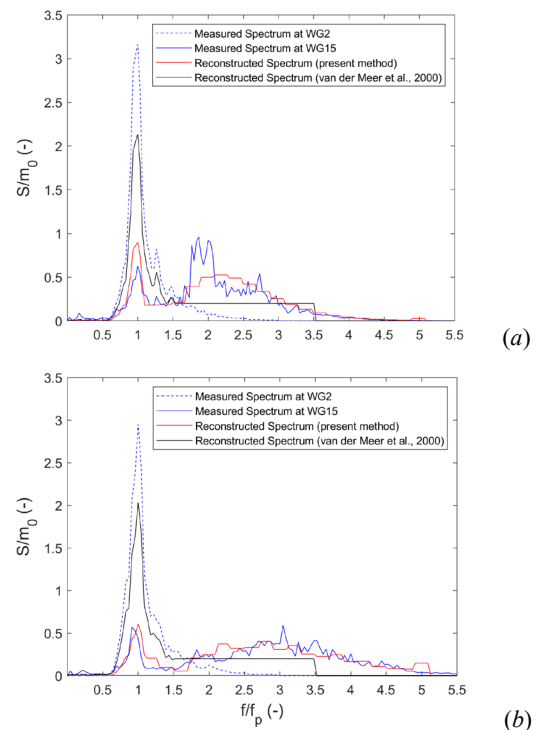 3.5
3
2.5
2
1.5
1
0.5
0
S/m0 (-)
Measured Spectrum at WG2
Measured Spectrum at WG15
Reconstructed Spectrum (present method)
Reconstructed Spectrum (van der Meer et al., 2000)
0.5 1 1.5 2 2.5 3 3.5 4 4.5 5 5.5
(a)
3.5
3
2.5
2
1.5
1
0.5
0
S/m0 (-)
Measured Spectrum at WG2
Measured Spectrum at WG15
Reconstructed Spectrum (present method)
Reconstructed Spectrum (van der Meer et al., 2000)
0.5 1 1.5 2 2.5 3 3.5 4 4.5 5 5.5
f/fp (-)
(b)